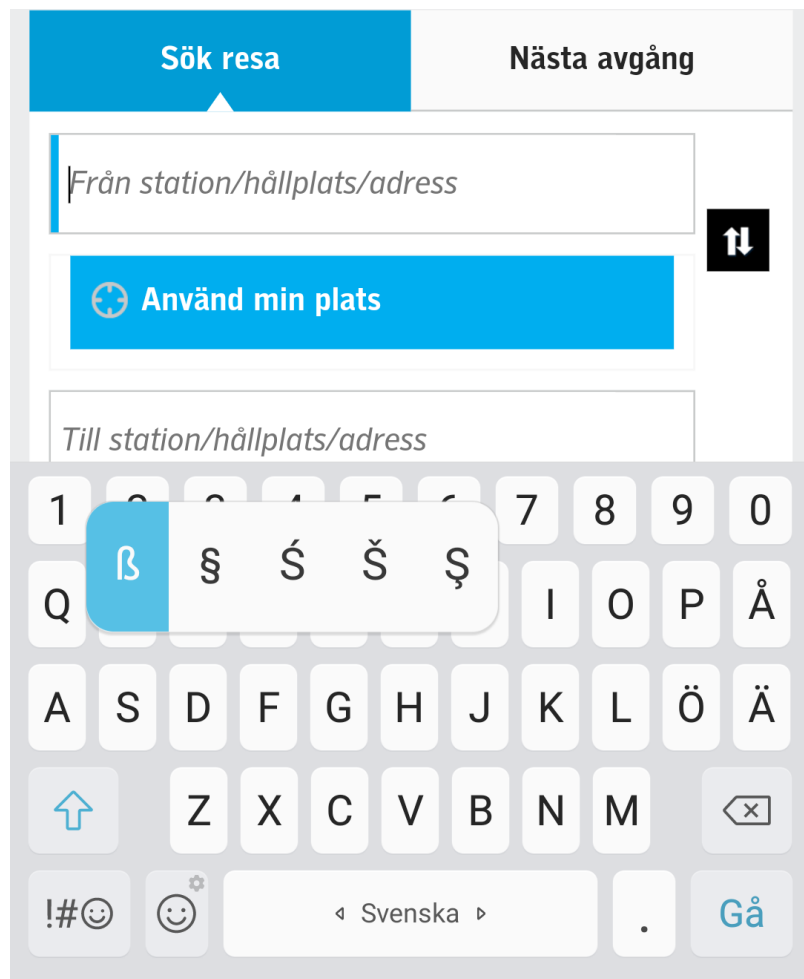 Sök resa Nästa avgång
Från station/hållplats/adress
Använd min plats
Till station/hållplats/adress
1 7 8 9 0
ß § Ś Š Ş
Q I O P Å
A S D F G H J K L Ö Ä
Z X C V B N M
!#☺ Svenska . Gå